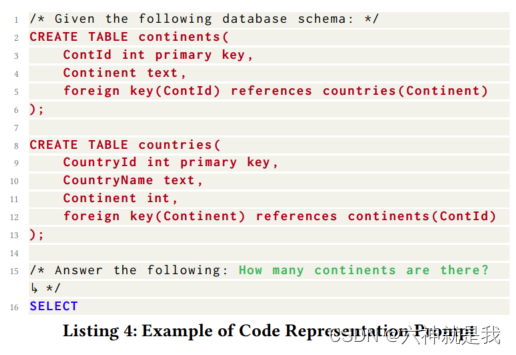 1 /* Given the following database schema: */
2 CREATE TABLE continents(
3 ContId int primary key,
4 Continent text,
5 foreign key(ContId) references countries(Continent)
6 );
7
8 CREATE TABLE countries(
9 CountryId int primary key,
10 CountryName text,
11 Continent int,
12 foreign key(Continent) references continents(ContId)
13 );
14
15 /* Answer the following: How many continents are there?
↳ */
16 SELECT
Listing 4: Example of Code Representation Prompt
CSDN @六神就是我